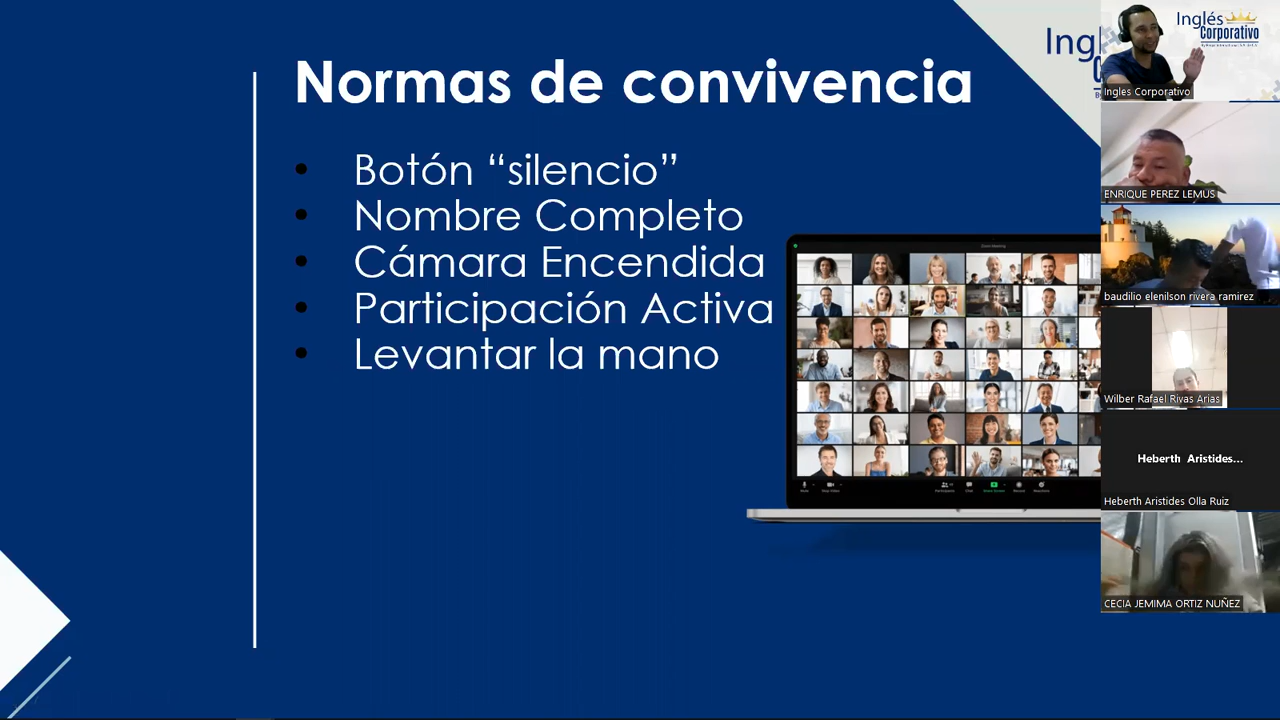 Normas de convivencia
• Botón “silencio”
• Nombre Completo
• Cámara Encendida
• Participación Activa
• Levantar la mano
Ingl
Inglés
Corporativo
Ingles Corporativo
ENRIQUE PEREZ LEMUS
baudilio elenilson rivera ramirez
Wilber Rafael Rivas Arias
Heberth Aristides...
Heberth Aristides Olla Ruiz
CECIA JEMIMA ORTIZ NUÑEZ